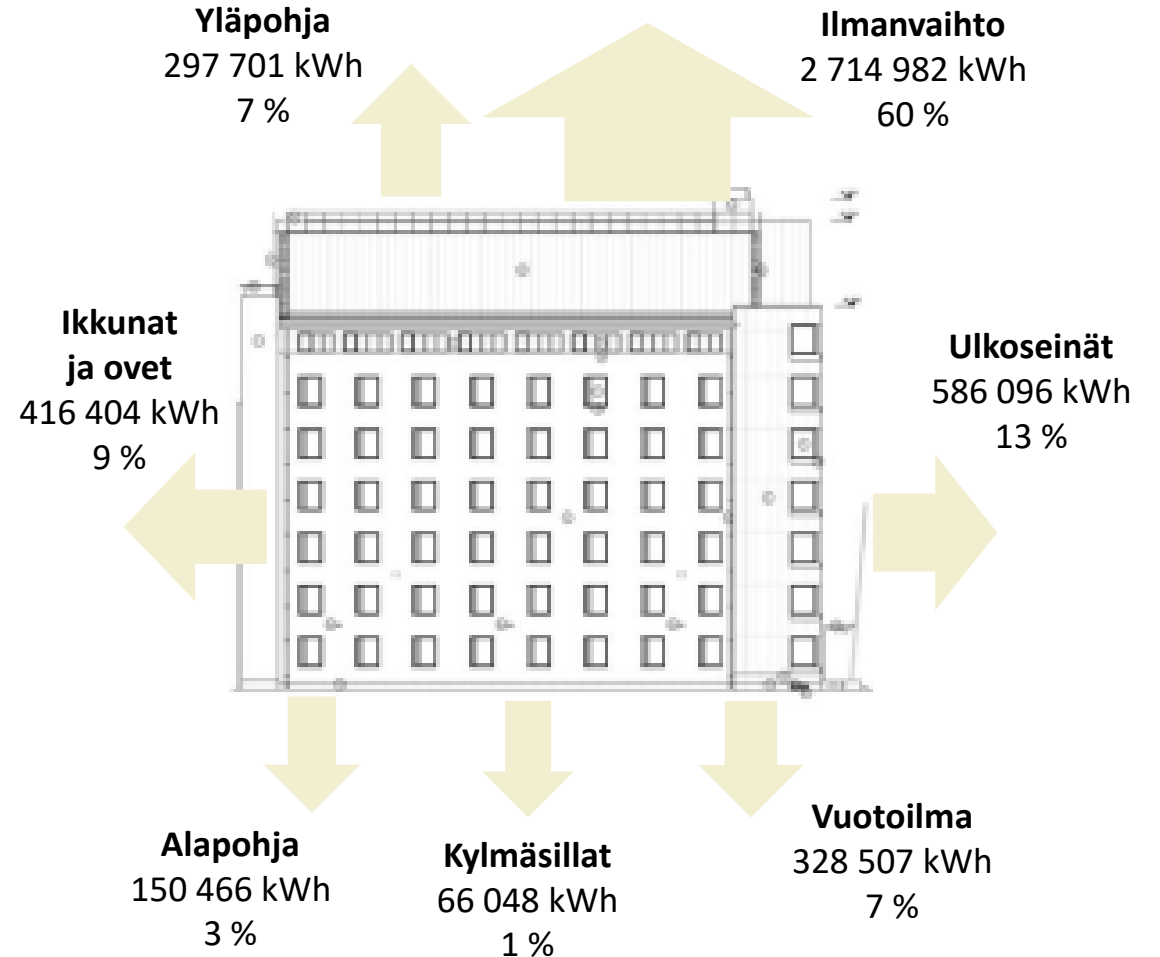 Yläpohja
297 701 kWh
7 %
Ilmanvaihto
2 714 982 kWh
60 %
Ikkunat
ja ovet
416 404 kWh
9 %
Ulkoseinät
586 096 kWh
13 %
Alapohja
150 466 kWh
3 %
Kylmäsillat
66 048 kWh
1 %
Vuotoilma
328 507 kWh
7 %